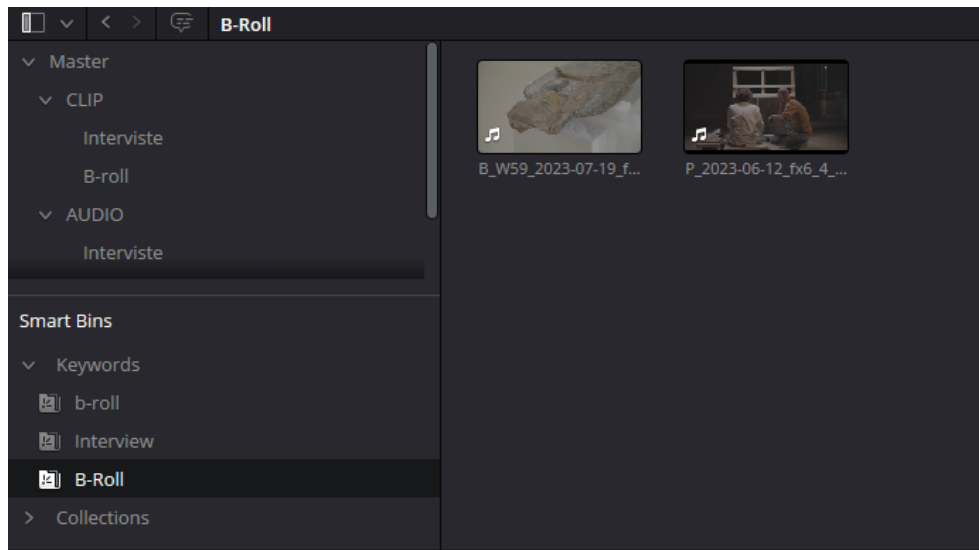 B-Roll
Master
CLIP
Interviste
B-roll
AUDIO
Interviste
Smart Bins
Keywords
b-roll
Interview
B-Roll
Collections
B_W59_2023-07-19_f...
P_2023-06-12_fx6_4_...